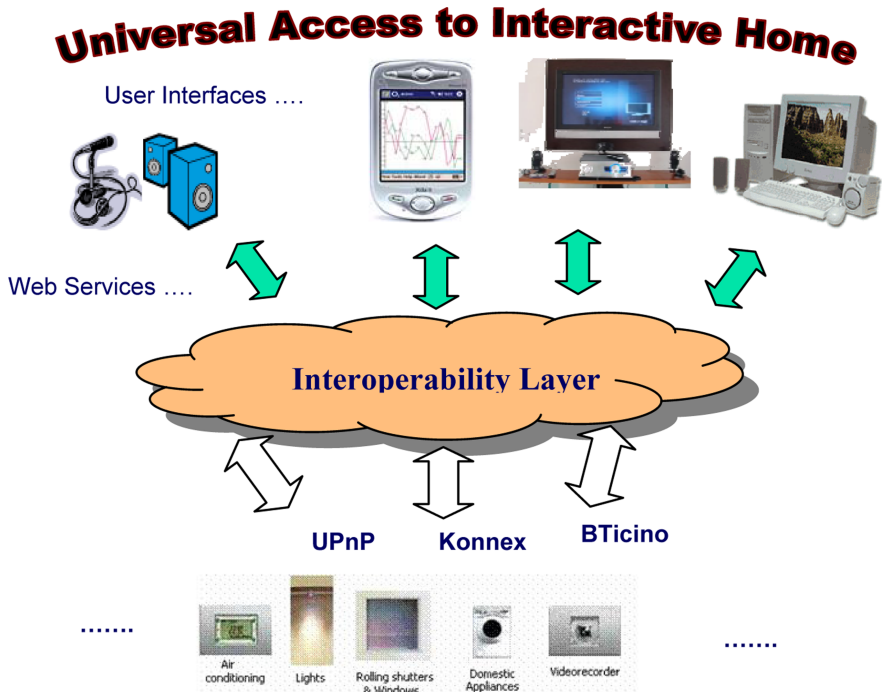 Universal Access to Interactive Home
User Interfaces ....
Web Services ....
Interoperability Layer
UPnP
Konnex
BTicino
.......
.......
Air
conditioning
Lights
Rolling shutters
& Windows
Domestic
Appliances
Videorecorder